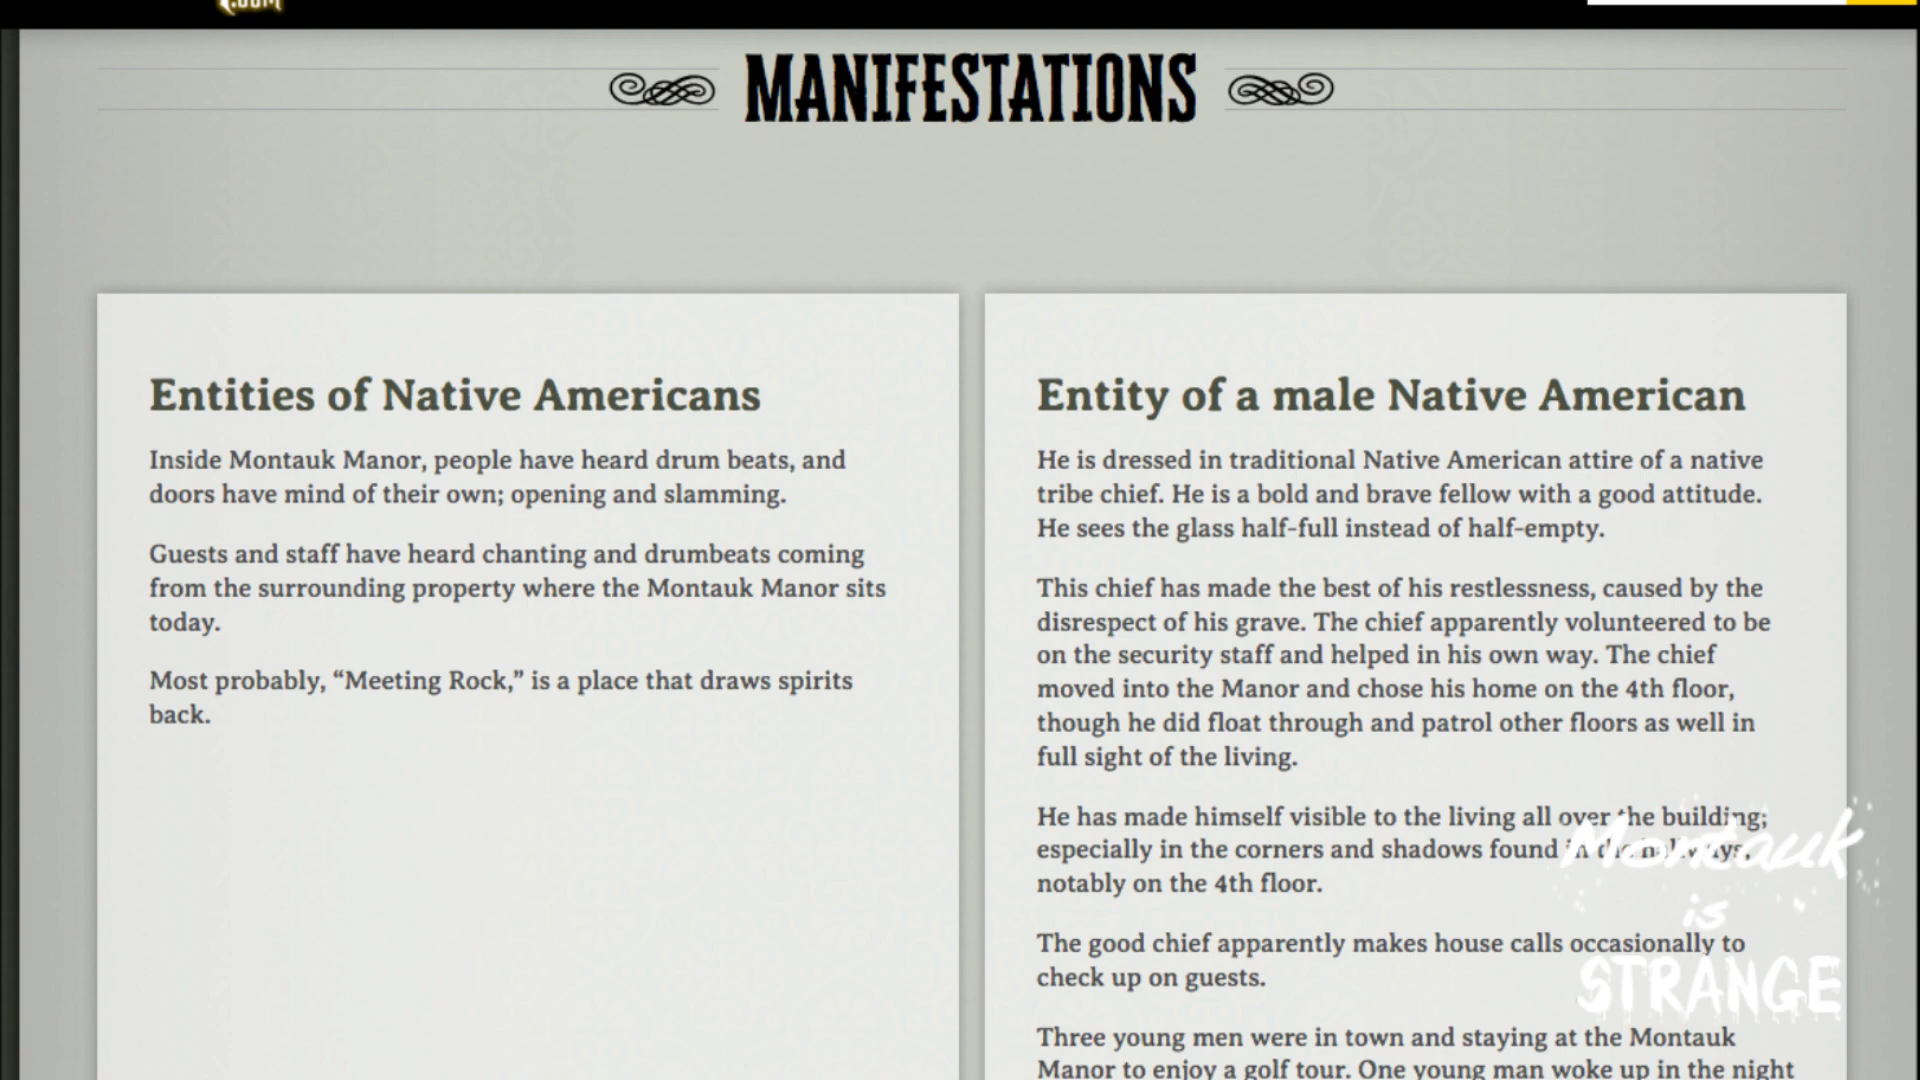 MANIFESTATIONS
Entities of Native Americans
Inside Montauk Manor, people have heard drum beats, and
doors have mind of their own; opening and slamming.
Guests and staff have heard chanting and drumbeats coming
from the surrounding property where the Montauk Manor sits
today.
Most probably, “Meeting Rock,” is a place that draws spirits
back.
Entity of a male Native American
He is dressed in traditional Native American attire of a native
tribe chief. He is a bold and brave fellow with a good attitude.
He sees the glass half-full instead of half-empty.
This chief has made the best of his restlessness, caused by the
disrespect of his grave. The chief apparently volunteered to be
on the security staff and helped in his own way. The chief
moved into the Manor and chose his home on the 4th floor,
though he did float through and patrol other floors as well in
full sight of the living.
He has made himself visible to the living all over the building;
especially in the corners and shadows found in the hallways,
notably on the 4th floor.
The good chief apparently makes house calls occasionally to
check up on guests.
Three young men were in town and staying at the Montauk
Manor to enjoy a golf tour. One young man woke up in the night
Montauk
is
STRANGE